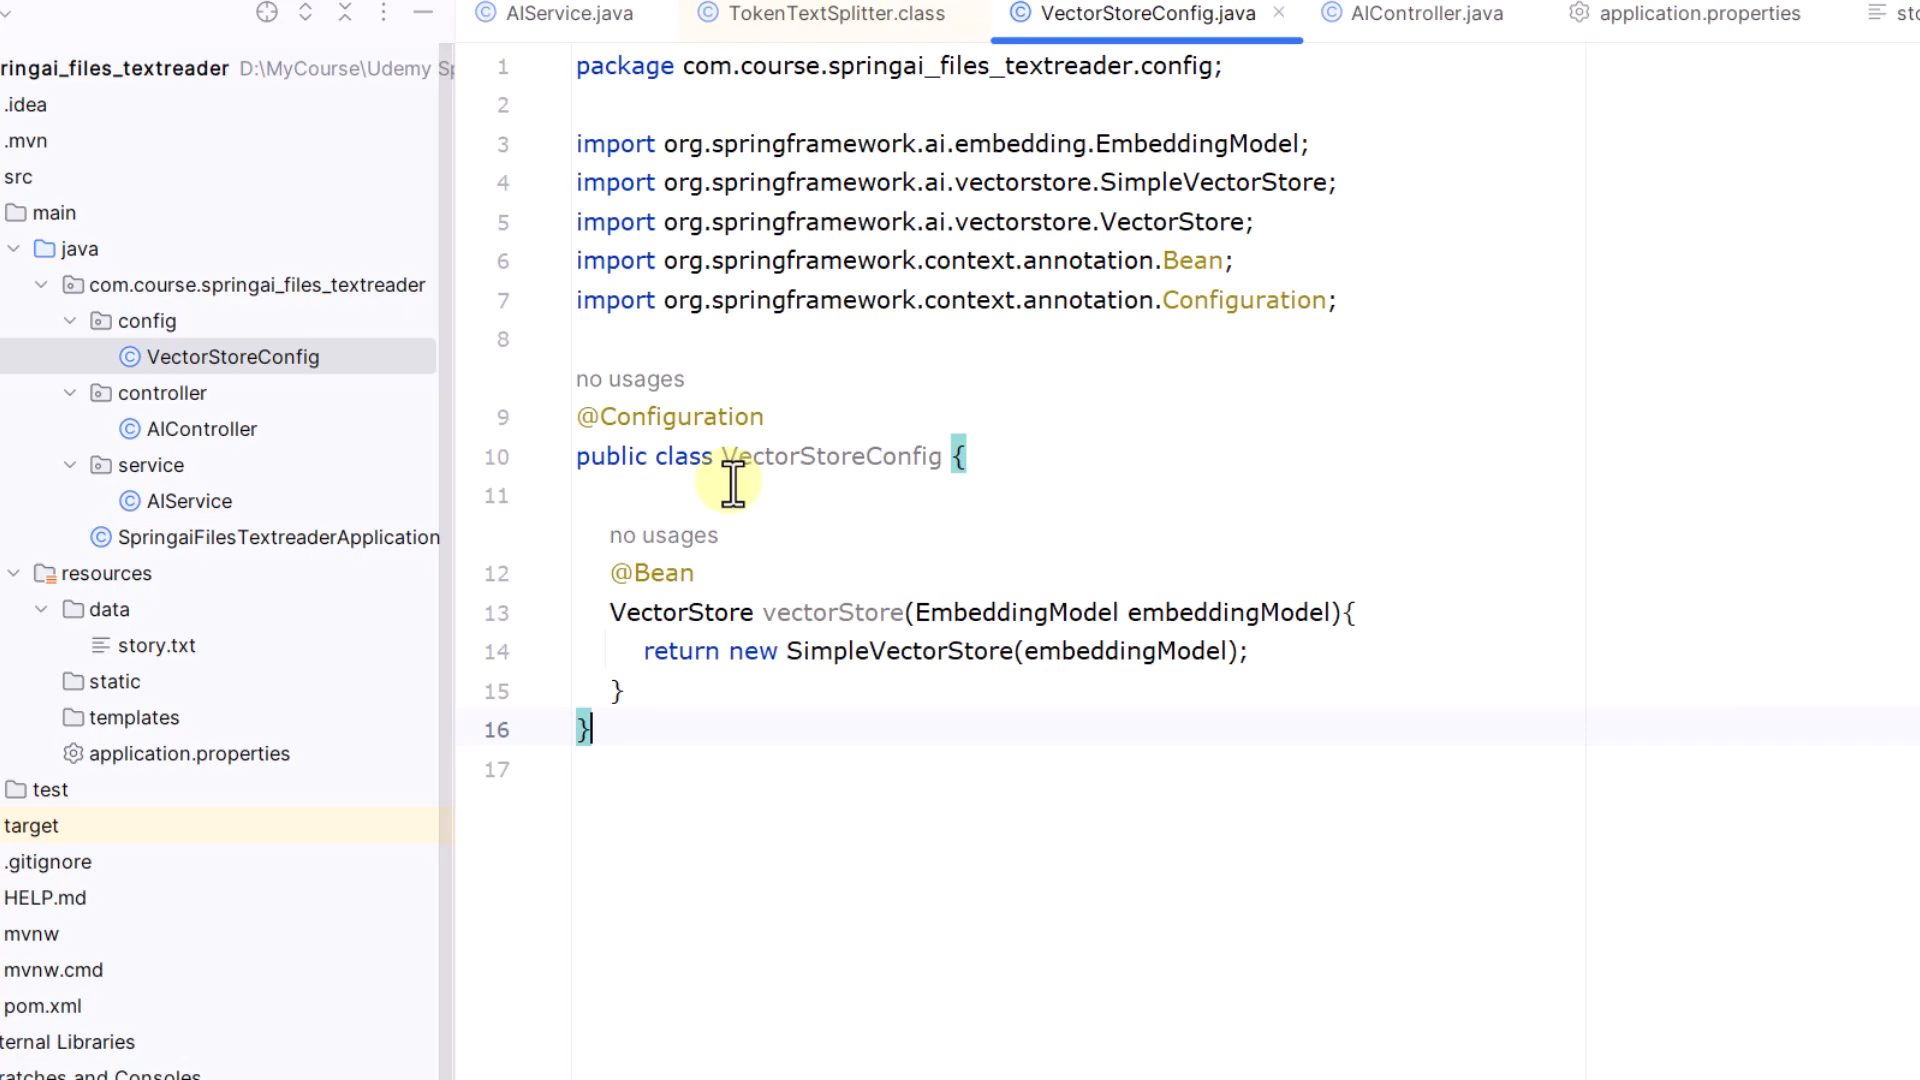 AIService.java
TokenTextSplitter.class
VectorStoreConfig.java
AIController.java
application.properties
ringai_files_textreader D:\MyCourse\Udemy
.idea
.mvn
src
main
java
com.course.springai_files_textreader
config
VectorStoreConfig
controller
AIController
service
AIService
SpringaiFilesTextreaderApplication
resources
data
story.txt
static
templates
application.properties
test
target
.gitignore
HELP.md
mvnw
mvnw.cmd
pom.xml
ternal Libraries
ratches and Consoles
1 package com.course.springai_files_textreader.config;
2
3 import org.springframework.ai.embedding.EmbeddingModel;
4 import org.springframework.ai.vectorstore.SimpleVectorStore;
5 import org.springframework.ai.vectorstore.VectorStore;
6 import org.springframework.context.annotation.Bean;
7 import org.springframework.context.annotation.Configuration;
8
no usages
9 @Configuration
10 public class VectorStoreConfig {
11
no usages
12 @Bean
13 VectorStore vectorStore(EmbeddingModel embeddingModel){
14 return new SimpleVectorStore(embeddingModel);
15 }
16 }
17